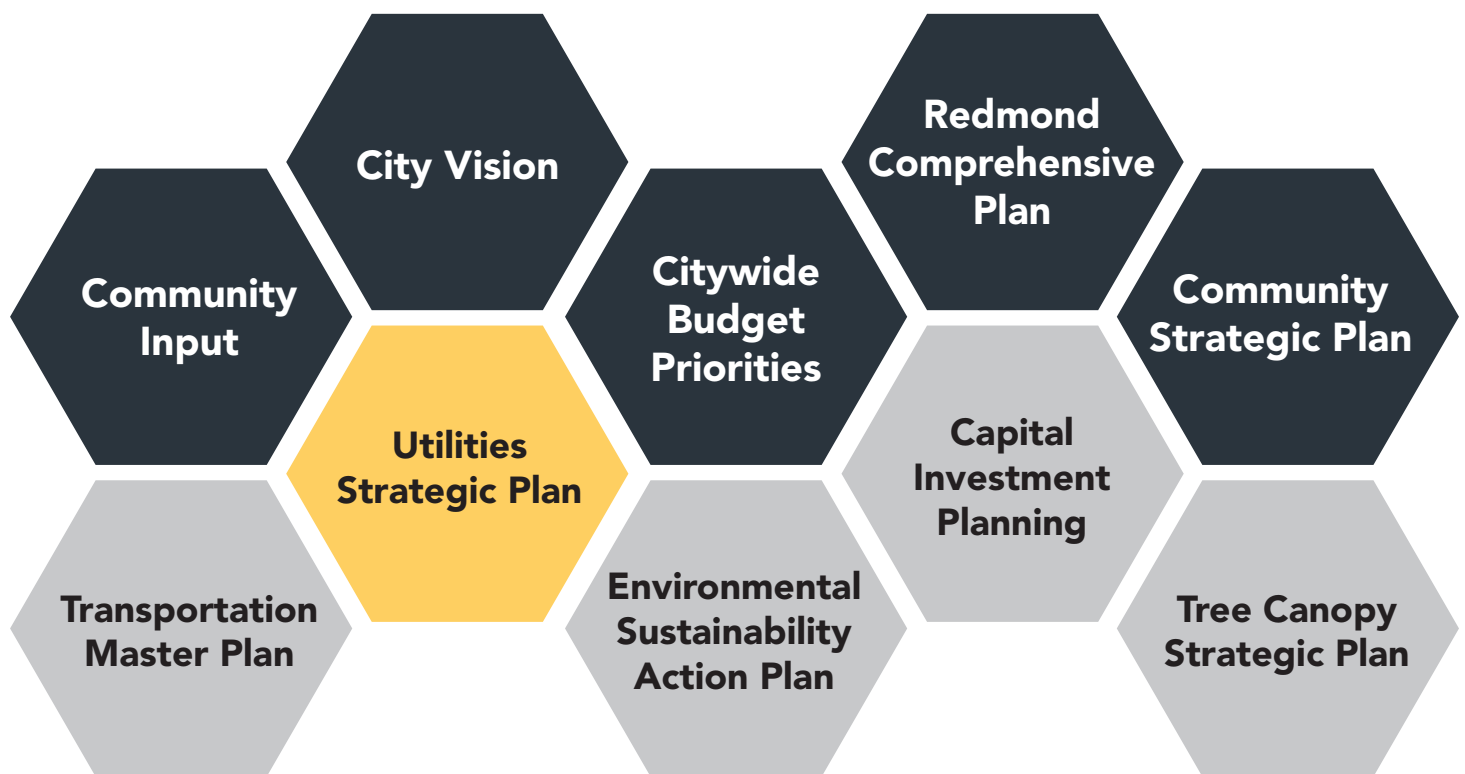 City Vision
Redmond
Comprehensive
Plan
Community
Input
Citywide
Budget
Priorities
Community
Strategic Plan
Utilities
Strategic Plan
Capital
Investment
Planning
Transportation
Master Plan
Environmental
Sustainability
Action Plan
Tree Canopy
Strategic Plan